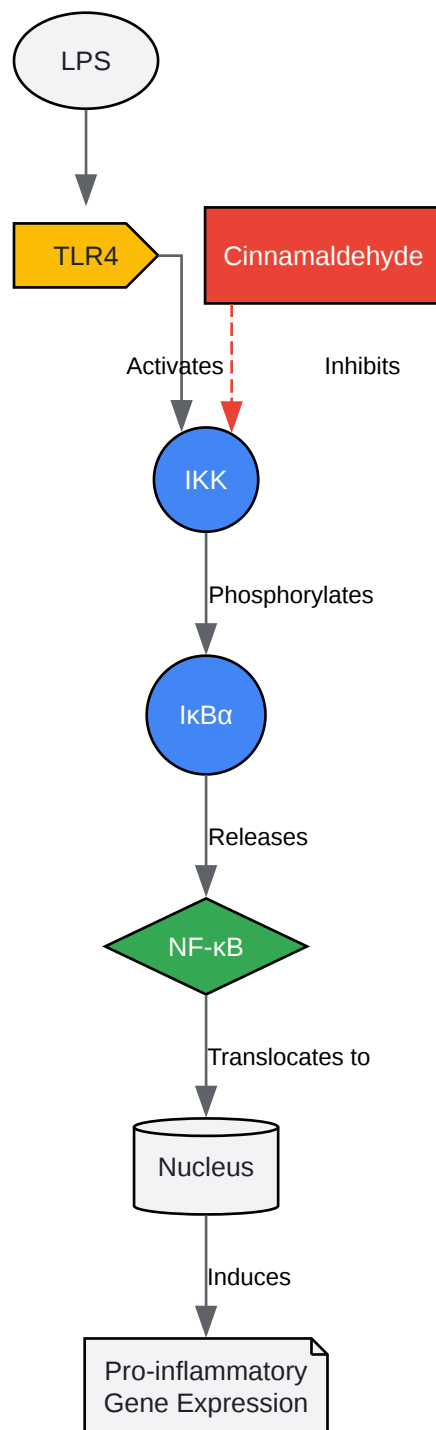 LPS
TLR4
Cinnamaldehyde
Activates
Inhibits
IKK
Phosphorylates
IκBα
Releases
NF-κB
Translocates to
Nucleus
Induces
Pro-inflammatory
Gene Expression